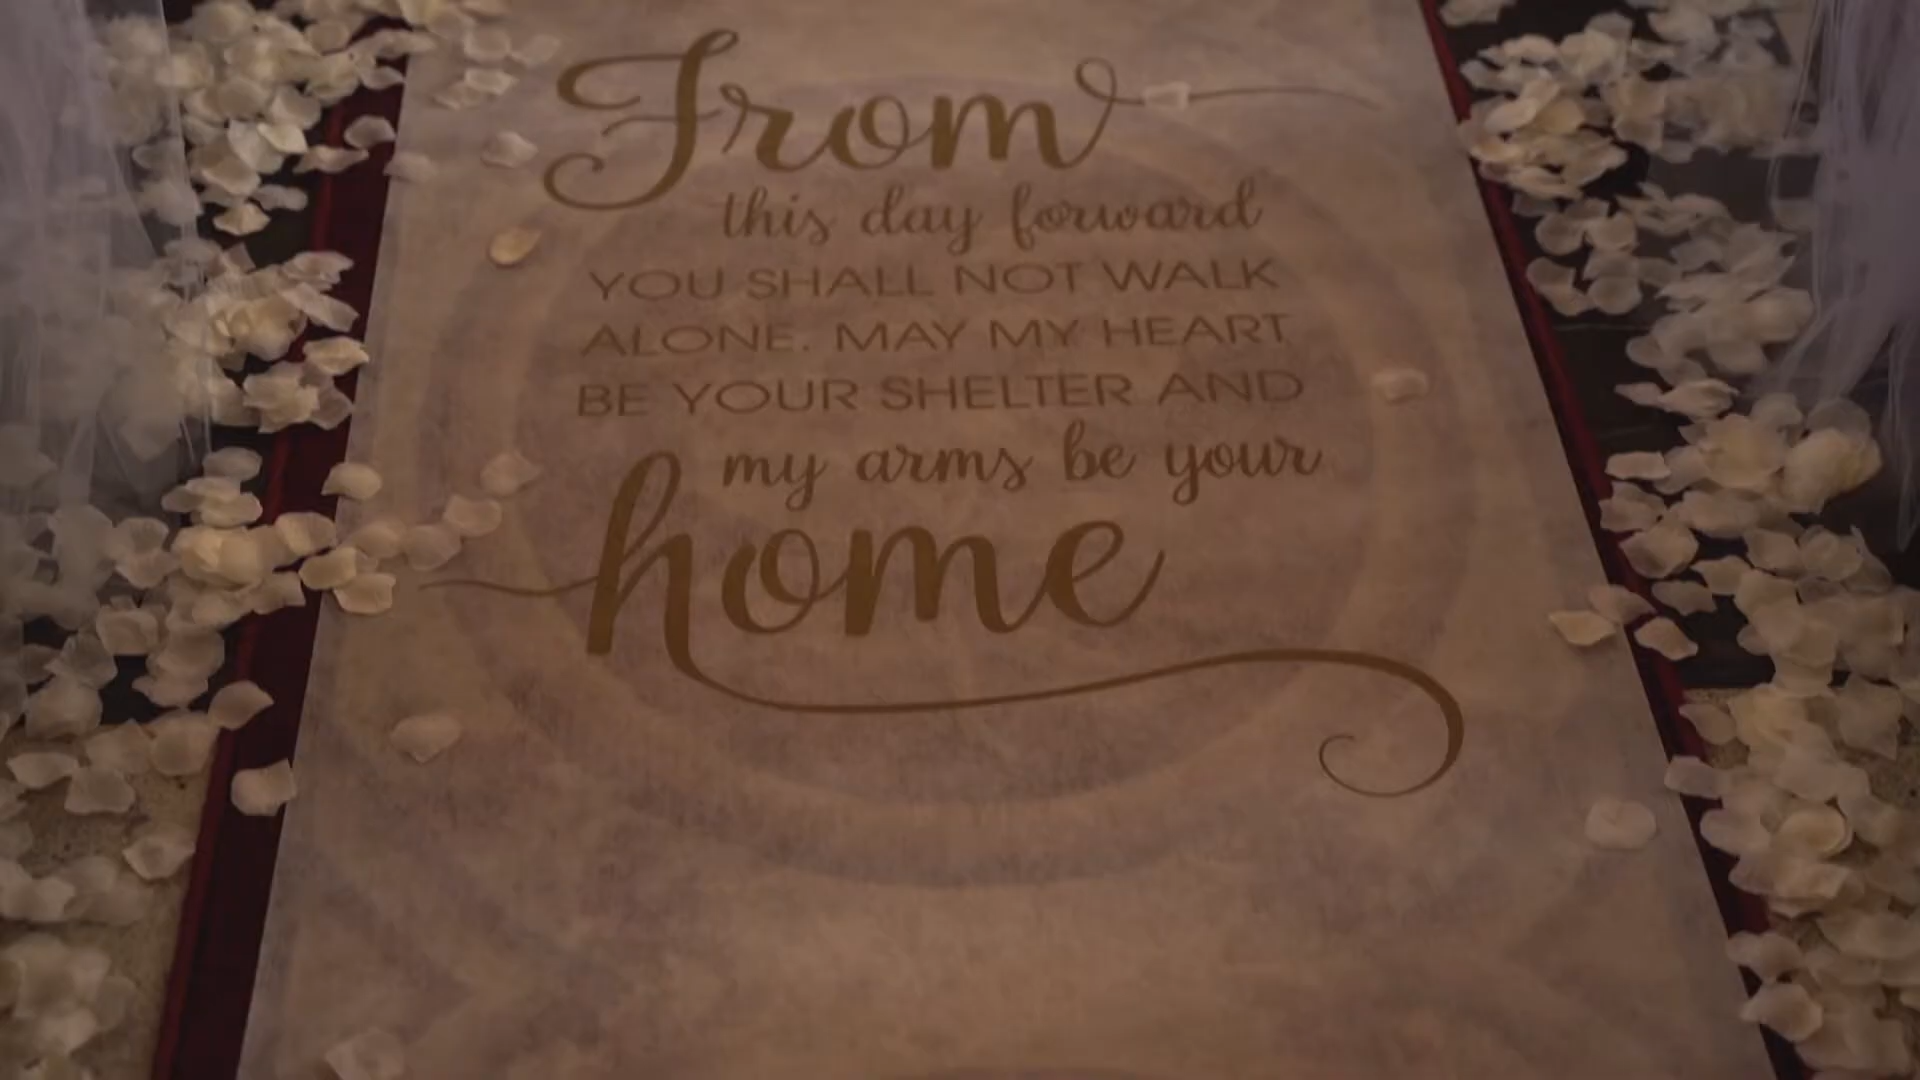 From
this day forward
YOU SHALL NOT WALK
ALONE. MAY MY HEART
BE YOUR SHELTER AND
my arms be your
home